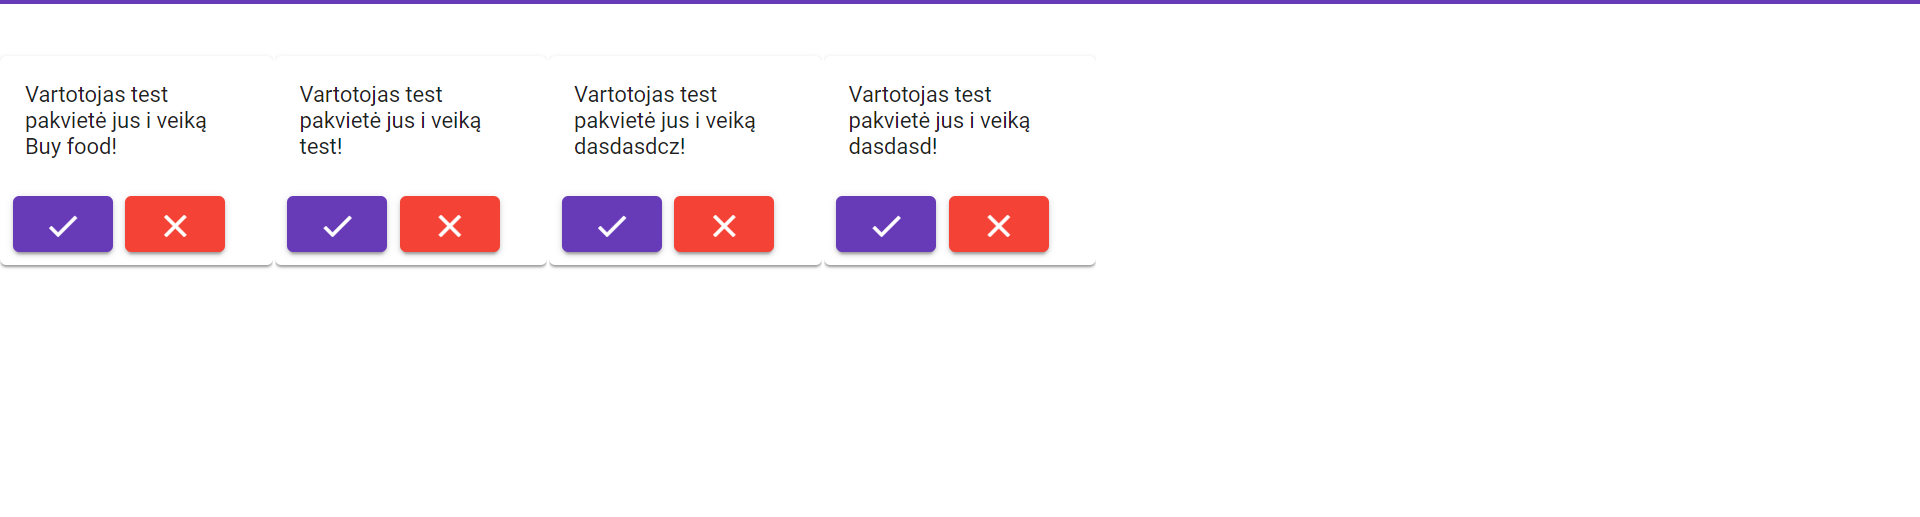 Vartotojas test
pakvietė jus i veiką
Buy food!
Vartotojas test
pakvietė jus i veiką
test!
Vartotojas test
pakvietė jus i veiką
dasdasdcz!
Vartotojas test
pakvietė jus i veiką
dasdasd!